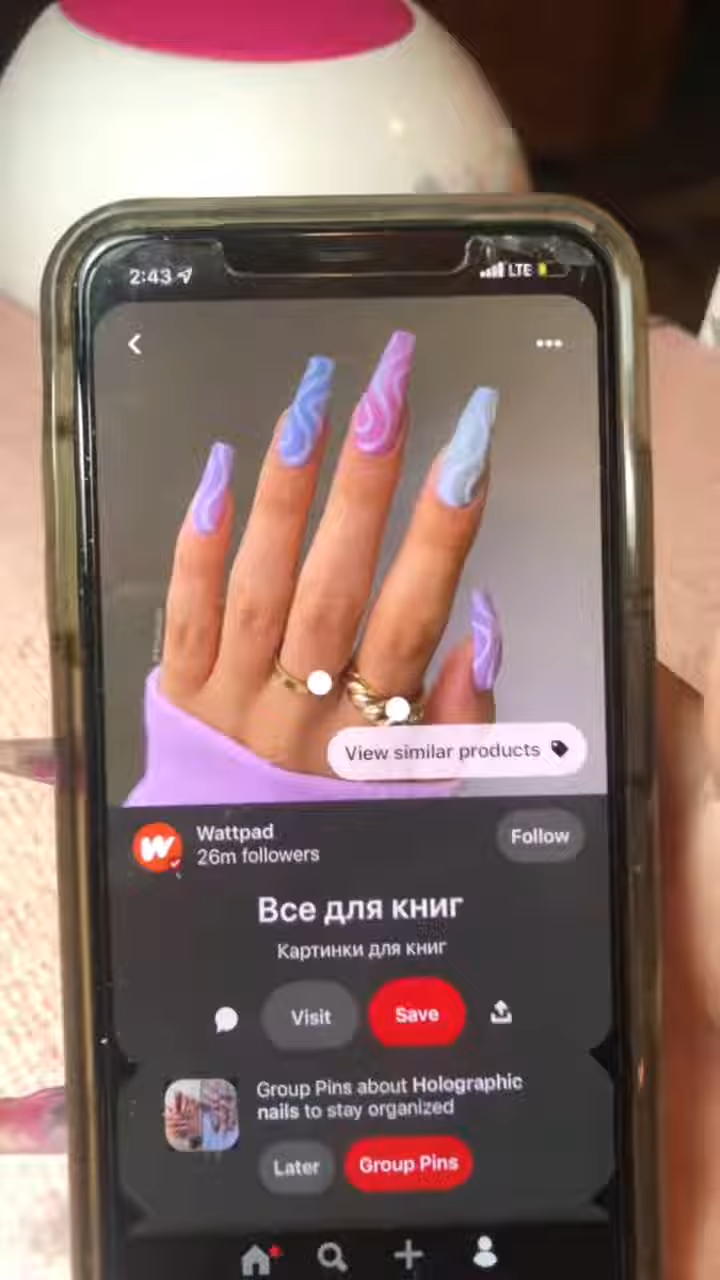 2:43
LTE
View similar products
Wattpad
26m followers
Follow
Все для книг
Картинки для книг
Visit
Save
Group Pins about Holographic
nails to stay organized
Later
Group Pins